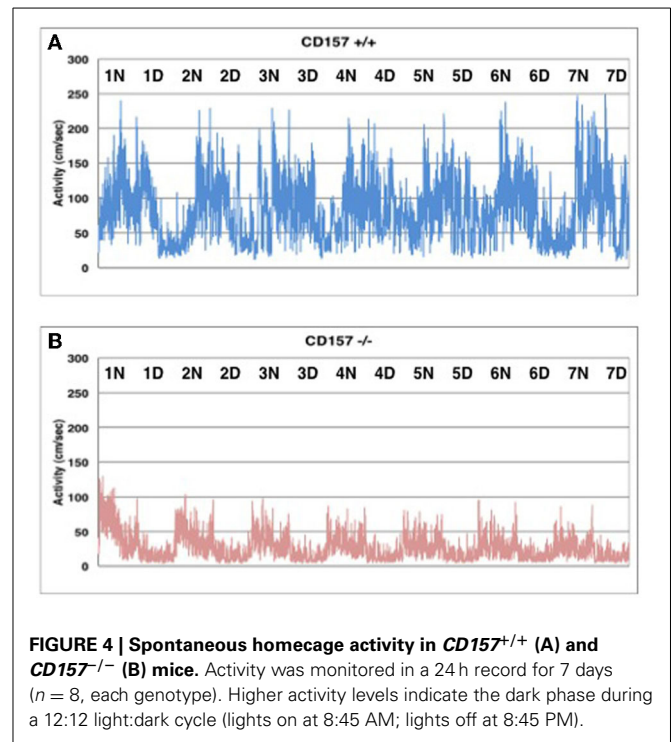 A
CD157 +/+
300
250
200
150
100
50
0
Activity (cm/sec)
1N 1D 2N 2D 3N 3D 4N 4D 5N 5D 6N 6D 7N 7D
B
CD157 -/-
300
250
200
150
100
50
0
Activity (cm/sec)
1N 1D 2N 2D 3N 3D 4N 4D 5N 5D 6N 6D 7N 7D
FIGURE 4 | Spontaneous homecage activity in CD157+/+ (A) and
CD157−/− (B) mice. Activity was monitored in a 24 h record for 7 days
(n = 8, each genotype). Higher activity levels indicate the dark phase during
a 12:12 light:dark cycle (lights on at 8:45 AM; lights off at 8:45 PM).